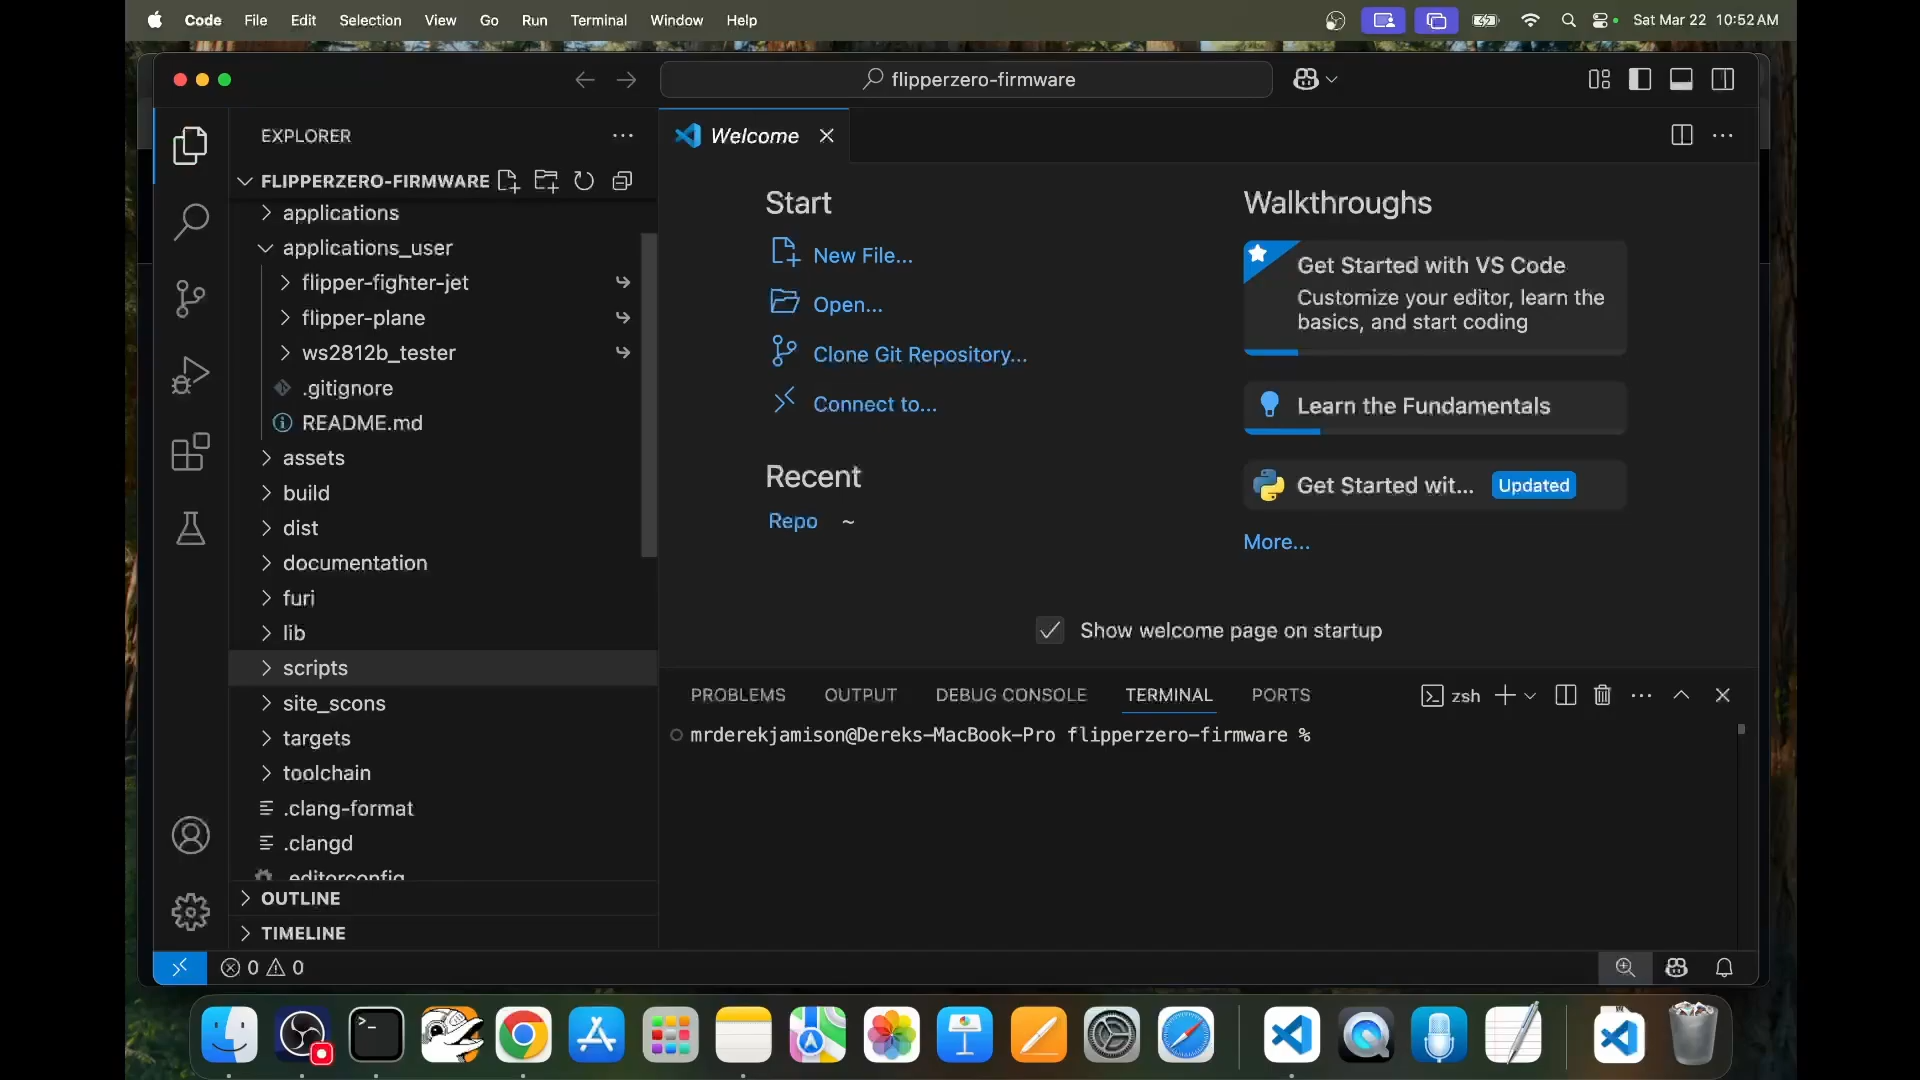 Code File Edit Selection View Go Run Terminal Window Help Sat Mar 22 10:52 AM
flipperzero-firmware
EXPLORER
FLIPPERZERO-FIRMWARE
applications
applications_user
flipper-fighter-jet
flipper-plane
ws2812b_tester
.gitignore
README.md
assets
build
dist
documentation
furi
lib
scripts
site_scons
targets
toolchain
.clang-format
.clangd
.editorconfig
OUTLINE
TIMELINE
Welcome
Start
New File...
Open...
Clone Git Repository...
Connect to...
Recent
Repo ~
Walkthroughs
Get Started with VS Code
Customize your editor, learn the
basics, and start coding
Learn the Fundamentals
Get Started wit... Updated
More...
Show welcome page on startup
PROBLEMS OUTPUT DEBUG CONSOLE TERMINAL PORTS zsh
mrderekjamison@Dereks-MacBook-Pro flipperzero-firmware %
0 0